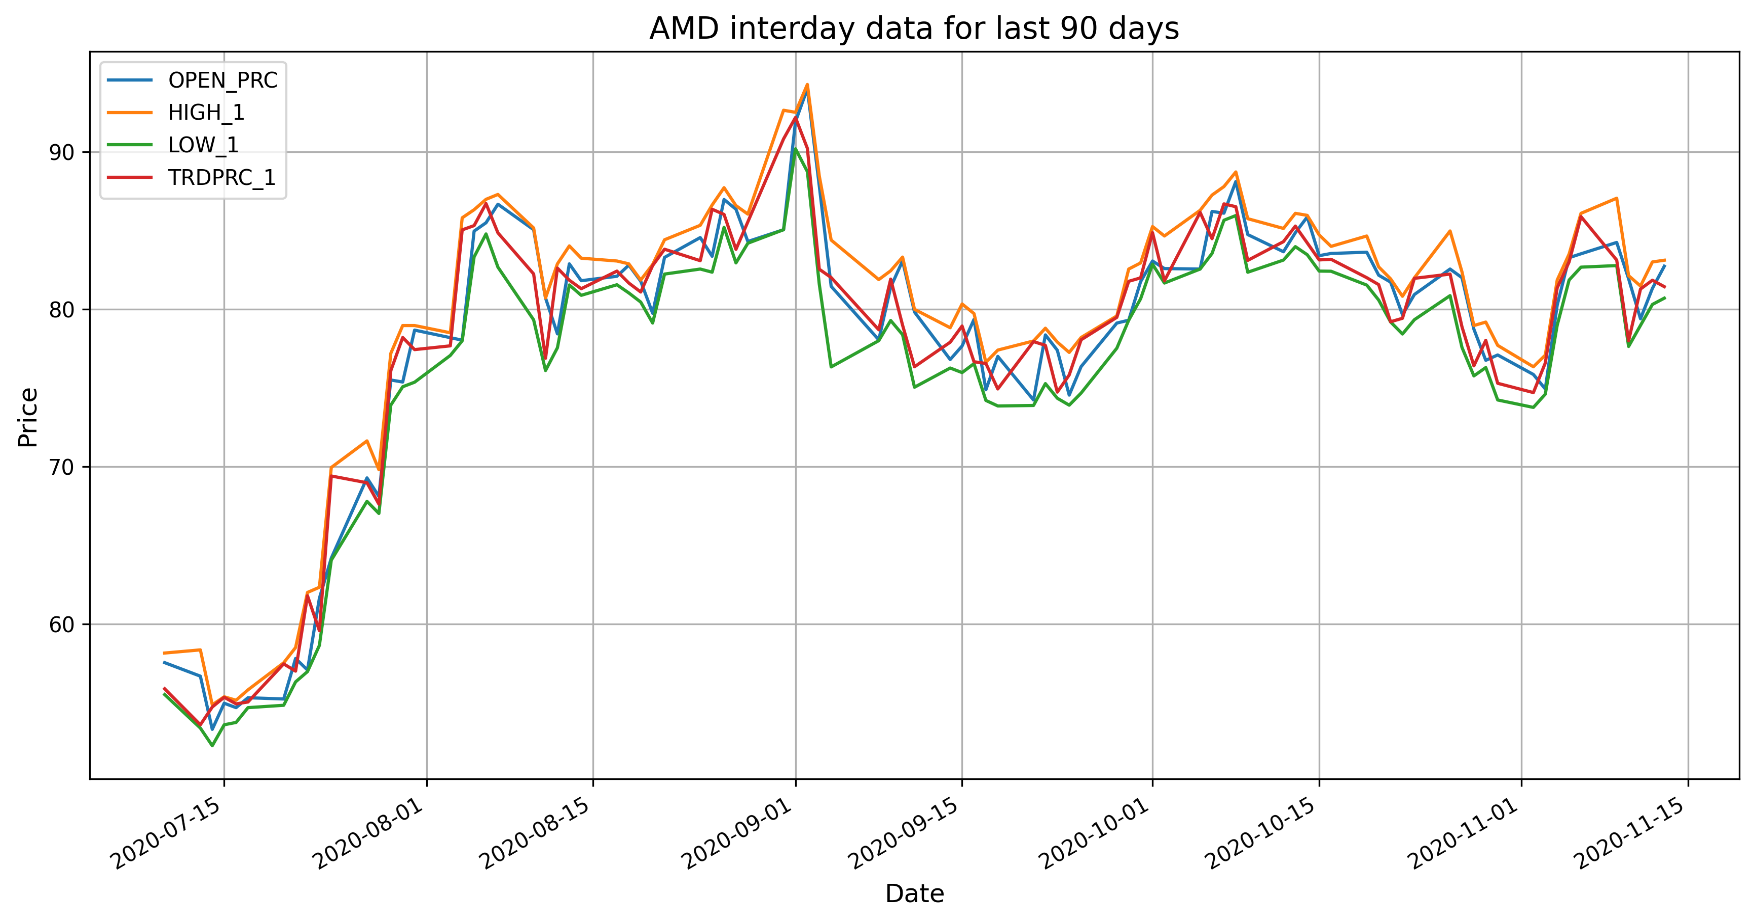 AMD interday data for last 90 days
OPEN_PRC
HIGH_1
LOW_1
TRDPRC_1
Price
90
80
70
60
2020-07-15
2020-08-01
2020-08-15
2020-09-01
2020-09-15
2020-10-01
2020-10-15
2020-11-01
2020-11-15
Date